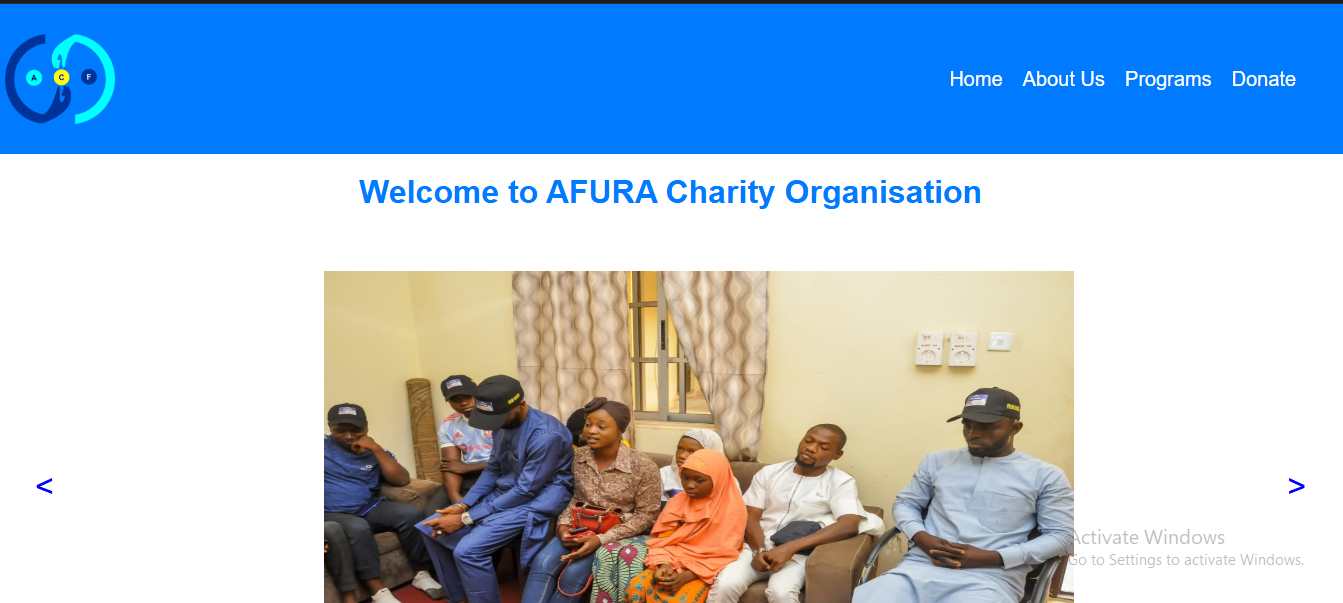 A C F
Home About Us Programs Donate
Welcome to AFURA Charity Organisation
< >
Activate Windows
Go to Settings to activate Windows.